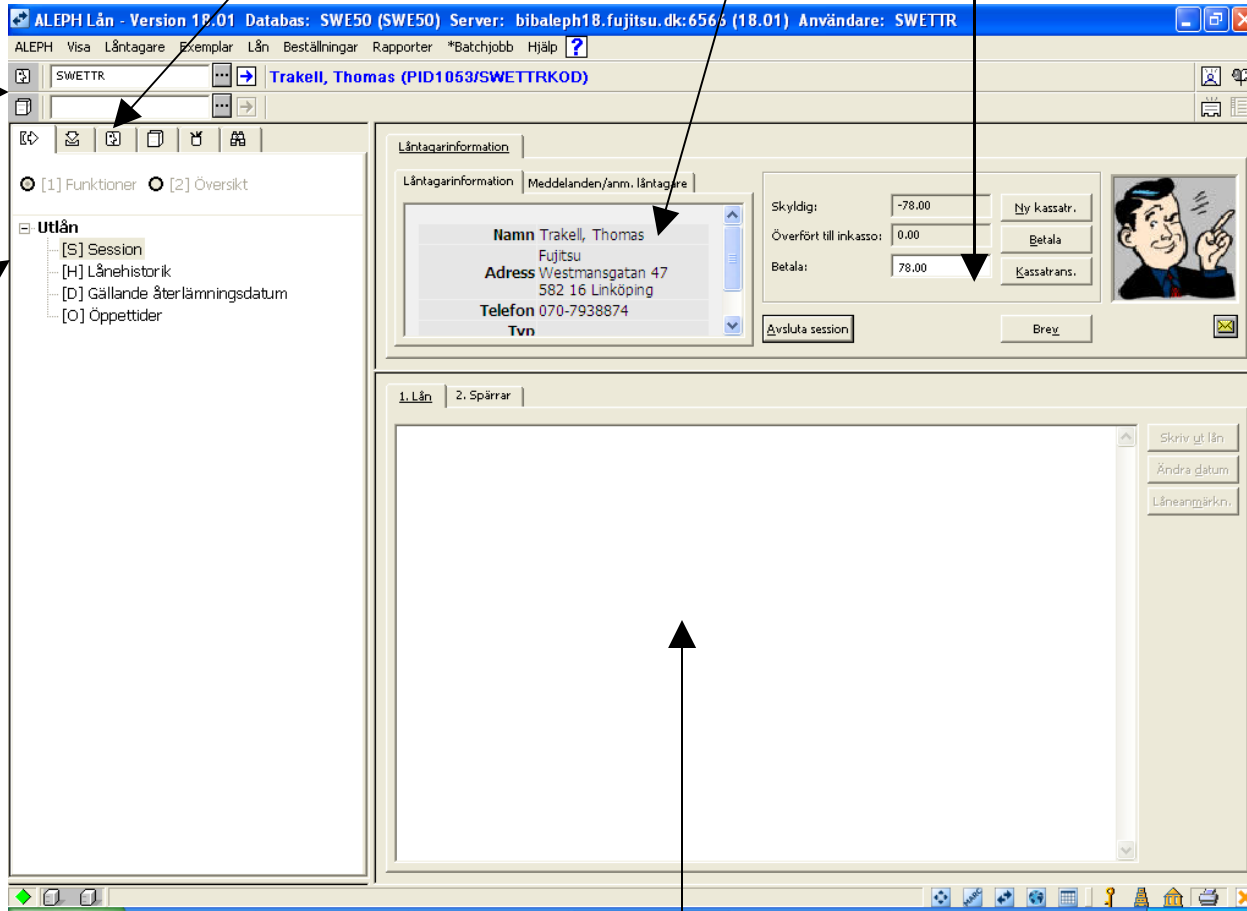 ALEPH Lån - Version 18.01 Databas: SWE50 (SWE50) Server: bibaleph18.fujitsu.dk:6566 (18.01) Användare: SWETTR
ALEPH Visa Låntagare Exemplar Lån Beställningar Rapporter *Batchjobb Hjälp ?
SWETTR ... Trakell, Thomas (PID1053/SWETTRKOD)
...
[1] Funktioner [2] Översikt
Utlån
[S] Session
[H] Lånehistorik
[D] Gällande återlämningsdatum
[O] Öppettider
Låntagarinformation
Låntagarinformation Meddelanden/anm. låntagare
Namn Trakell, Thomas
Fujitsu
Adress Westmansgatan 47
582 16 Linköping
Telefon 070-7938874
Typ
Skyldig: -78.00 Ny kassatr.
Överfört till inkasso: 0.00 Betala
Betala: 78.00 Kassatrans.
Avsluta session Brev
1. Lån 2. Spärrar
Skriv ut lån
Ändra datum
Låneanmärkn.
MARC